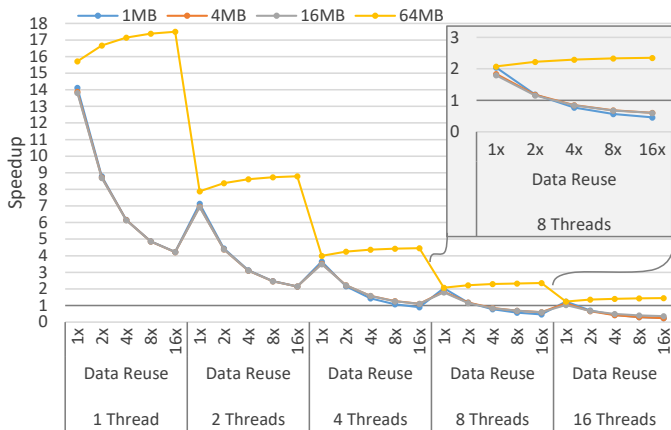 1MB 4MB 16MB 64MB
Speedup
18
17
16
15
14
13
12
11
10
9
8
7
6
5
4
3
2
1
0
1x 2x 4x 8x 16x 1x 2x 4x 8x 16x 1x 2x 4x 8x 16x 1x 2x 4x 8x 16x 1x 2x 4x 8x 16x
Data Reuse Data Reuse Data Reuse Data Reuse Data Reuse
1 Thread 2 Threads 4 Threads 8 Threads 16 Threads
3
2
1
0
1x 2x 4x 8x 16x
Data Reuse
8 Threads